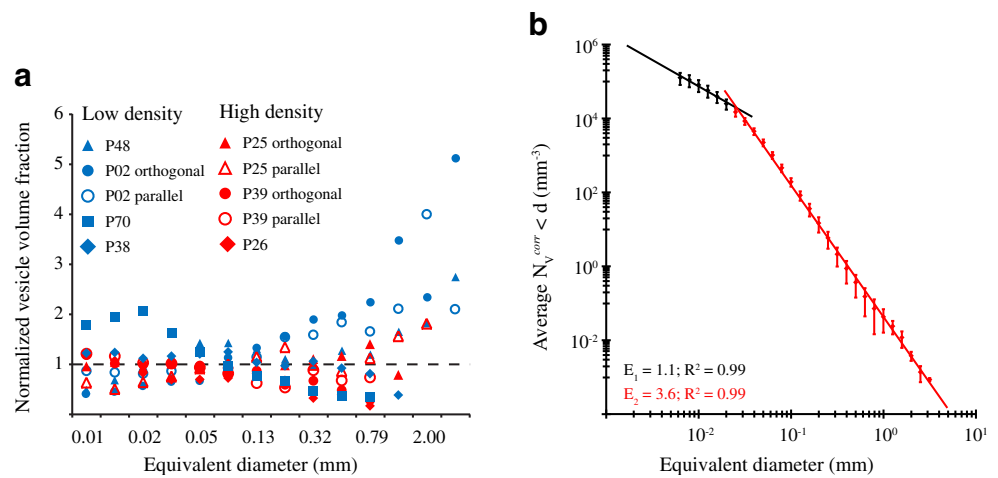 a
Normalized vesicle volume fraction
6
5
4
3
2
1
Low density
P48
P02 orthogonal
P02 parallel
P70
P38
High density
P25 orthogonal
P25 parallel
P39 orthogonal
P39 parallel
P26
0.01 0.02 0.05 0.13 0.32 0.79 2.00
Equivalent diameter (mm)
b
Average N_V^corr < d (mm^-3)
10^6
10^4
10^2
10^0
10^-2
E_1 = 1.1; R² = 0.99
E_2 = 3.6; R² = 0.99
10^-2 10^-1 10^0 10^1
Equivalent diameter (mm)